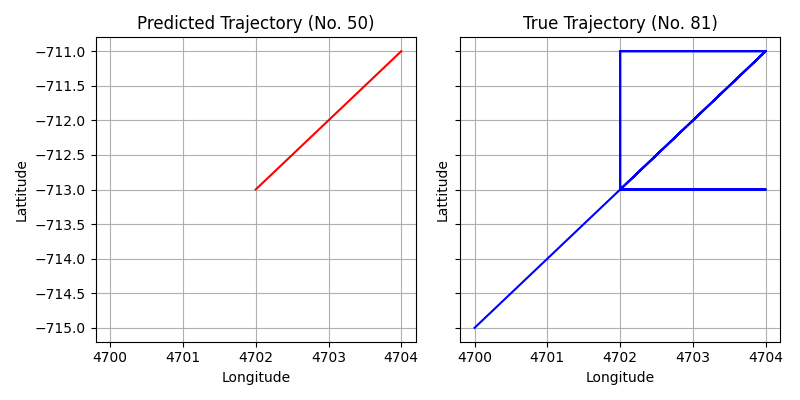 Predicted Trajectory (No. 50)
True Trajectory (No. 81)
−711.0
−711.5
−712.0
−712.5
−713.0
−713.5
−714.0
−714.5
−715.0
Lattitude
Lattitude
4700 4701 4702 4703 4704
4700 4701 4702 4703 4704
Longitude
Longitude